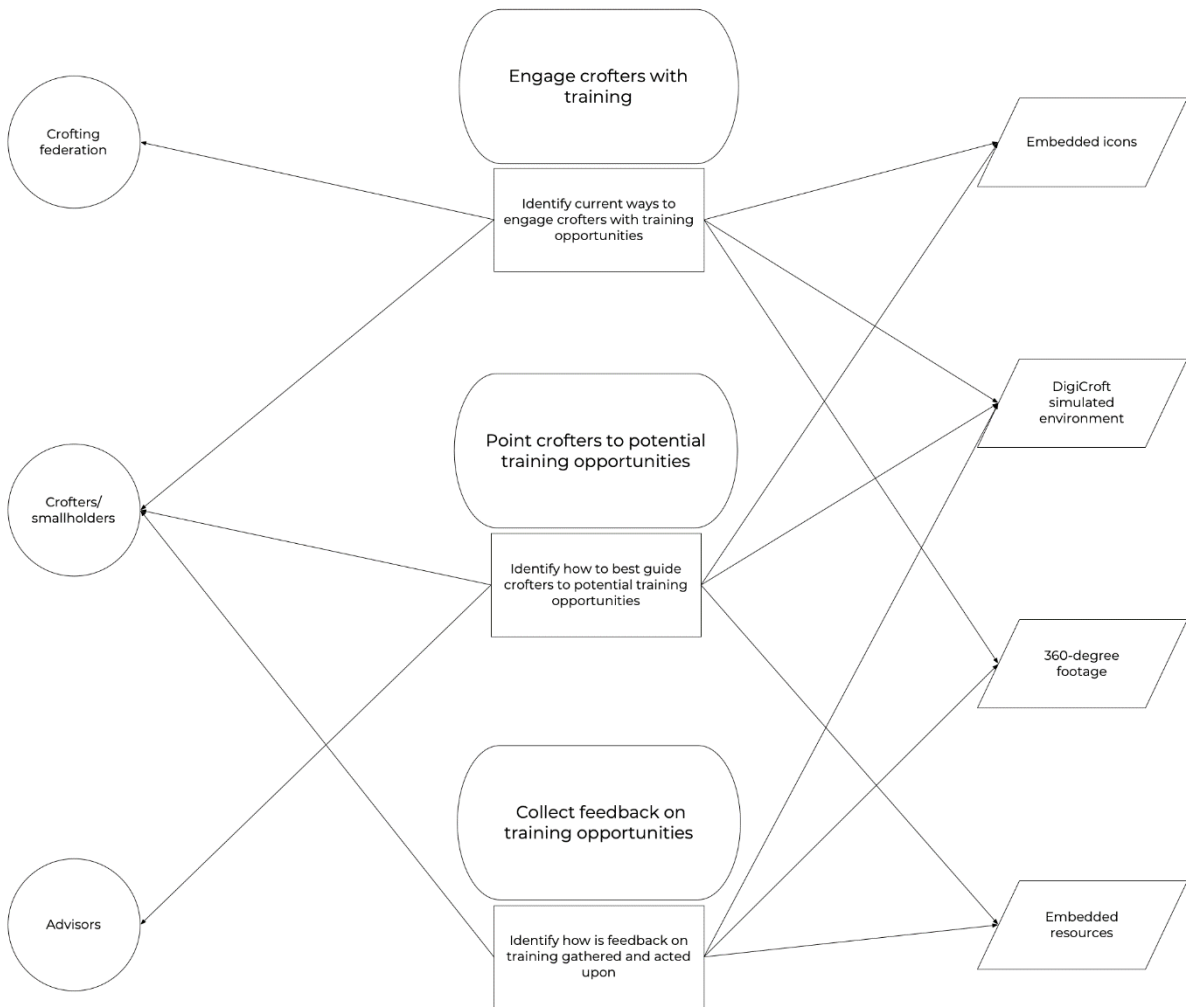 Engage crofters with
training
Crofting
federation
Embedded icons
Identify current ways to
engage crofters with training
opportunities
DigiCroft
simulated
environment
Point crofters to potential
training opportunities
Crofters/
smallholders
Identify how to best guide
crofters to potential training
opportunities
360-degree
footage
Collect feedback on
training opportunities
Advisors
Identify how is feedback on
training gathered and acted
upon
Embedded
resources